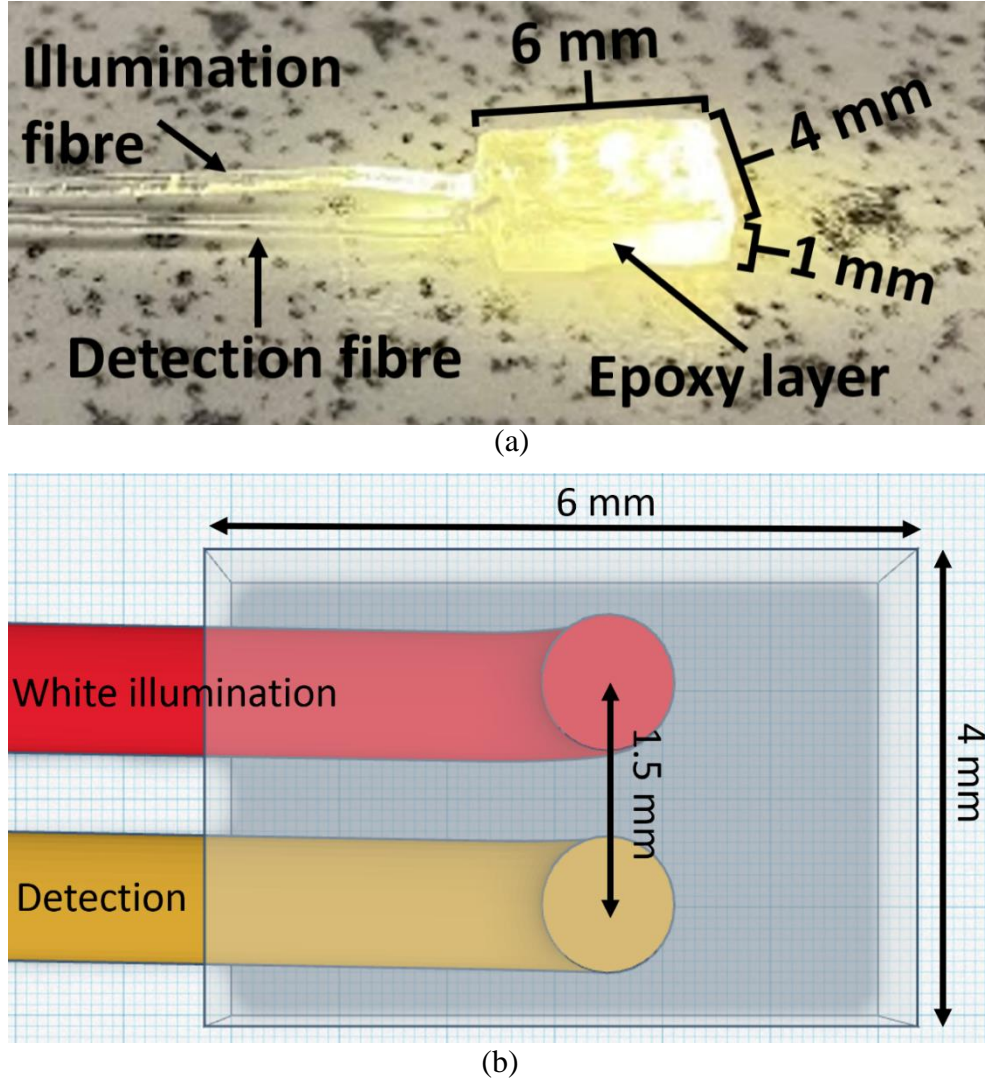 6 mm
Illumination
fibre
4 mm
1 mm
Detection fibre
Epoxy layer
(a)
6 mm
White illumination
1.5 mm
4 mm
Detection
(b)